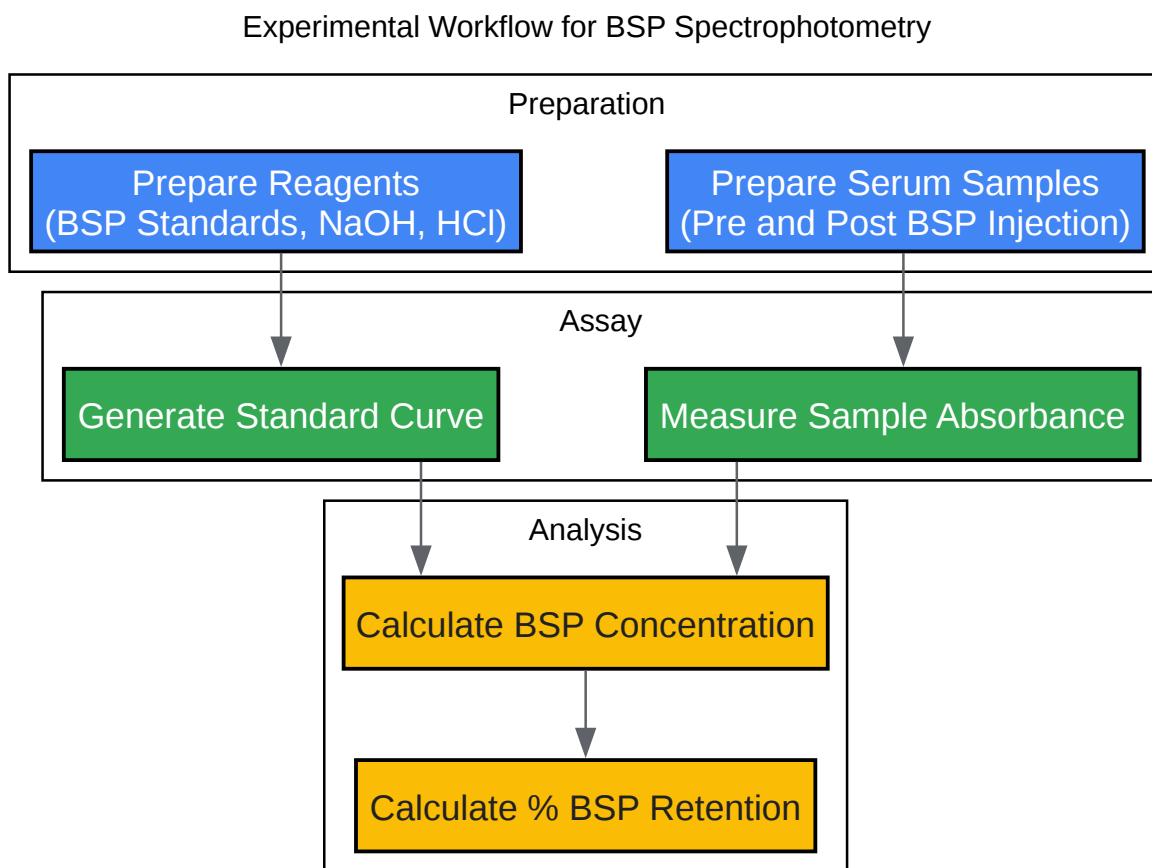 Experimental Workflow for BSP Spectrophotometry
Preparation
Prepare Reagents
(BSP Standards, NaOH, HCl)
Prepare Serum Samples
(Pre and Post BSP Injection)
Assay
Generate Standard Curve
Measure Sample Absorbance
Analysis
Calculate BSP Concentration
Calculate % BSP Retention